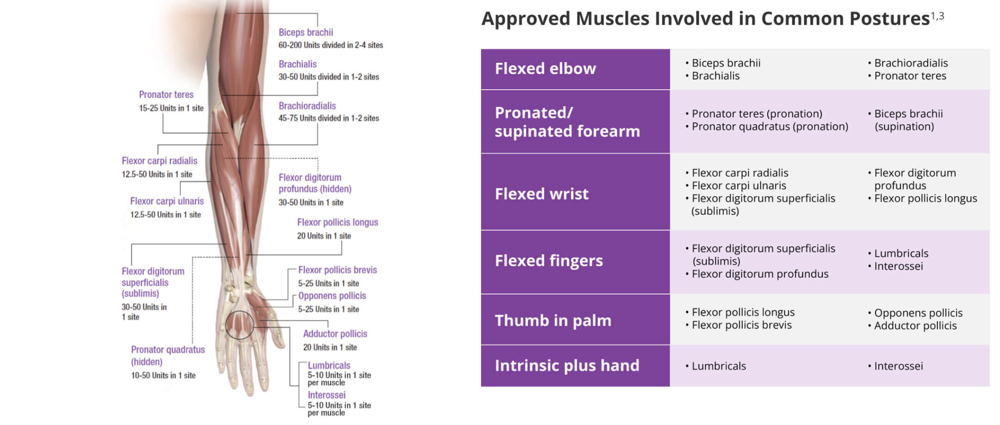 Biceps brachii
60-200 Units divided in 2-4 sites
Brachialis
30-50 Units divided in 1-2 sites
Pronator teres
15-25 Units in 1 site
Brachioradialis
45-75 Units divided in 1-2 sites
Flexor carpi radialis
12.5-50 Units in 1 site
Flexor digitorum
profundus (hidden)
30-50 Units in 1 site
Flexor carpi ulnaris
12.5-50 Units in 1 site
Flexor pollicis longus
20 Units in 1 site
Flexor digitorum
superficialis
(sublimis)
30-50 Units in
1 site
Flexor pollicis brevis
5-25 Units in 1 site
Opponens pollicis
5-25 Units in 1 site
Adductor pollicis
20 Units in 1 site
Pronator quadratus
(hidden)
10-50 Units in 1 site
Lumbricals
5-10 Units in 1 site
per muscle
Interossei
5-10 Units in 1 site
per muscle
Approved Muscles Involved in Common Postures1,3
Flexed elbow
• Biceps brachii
• Brachialis
• Brachioradialis
• Pronator teres
Pronated/
supinated forearm
• Pronator teres (pronation)
• Pronator quadratus (pronation)
• Biceps brachii
(supination)
Flexed wrist
• Flexor carpi radialis
• Flexor carpi ulnaris
• Flexor digitorum superficialis
(sublimis)
• Flexor digitorum
profundus
• Flexor pollicis longus
Flexed fingers
• Flexor digitorum superficialis
(sublimis)
• Flexor digitorum profundus
• Lumbricals
• Interossei
Thumb in palm
• Flexor pollicis longus
• Flexor pollicis brevis
• Opponens pollicis
• Adductor pollicis
Intrinsic plus hand
• Lumbricals
• Interossei